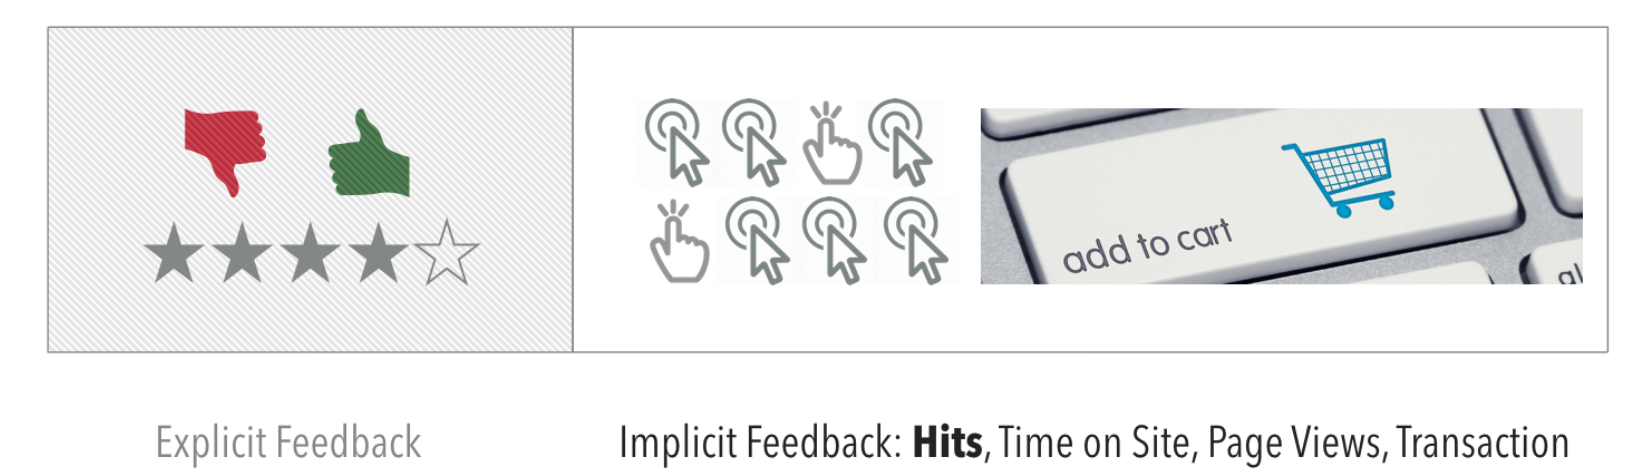 add to cart
Explicit Feedback
Implicit Feedback: Hits, Time on Site, Page Views, Transaction